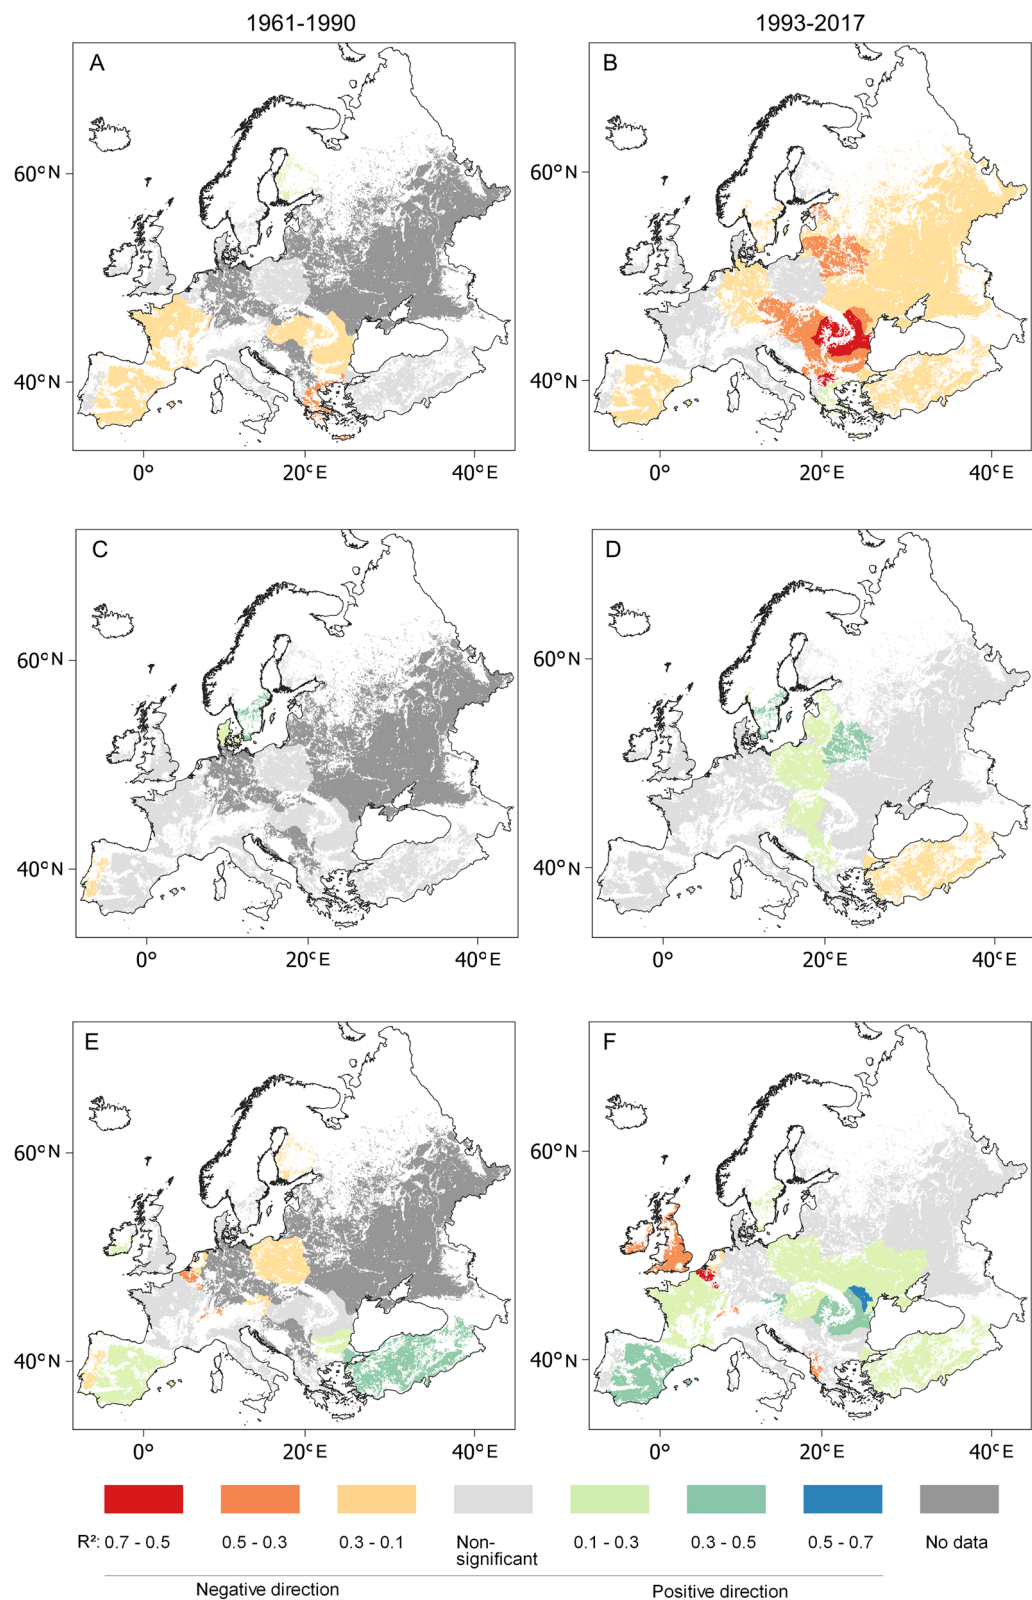 1961-1990 1993-2017
A B
60°N 60°N
40°N 40°N
0° 20°E 40°E 0° 20°E 40°E
C D
60°N 60°N
40°N 40°N
0° 20°E 40°E 0° 20°E 40°E
E F
60°N 60°N
40°N 40°N
0° 20°E 40°E 0° 20°E 40°E
R²: 0.7 - 0.5 0.5 - 0.3 0.3 - 0.1 Non- 0.1 - 0.3 0.3 - 0.5 0.5 - 0.7 No data
significant
Negative direction Positive direction